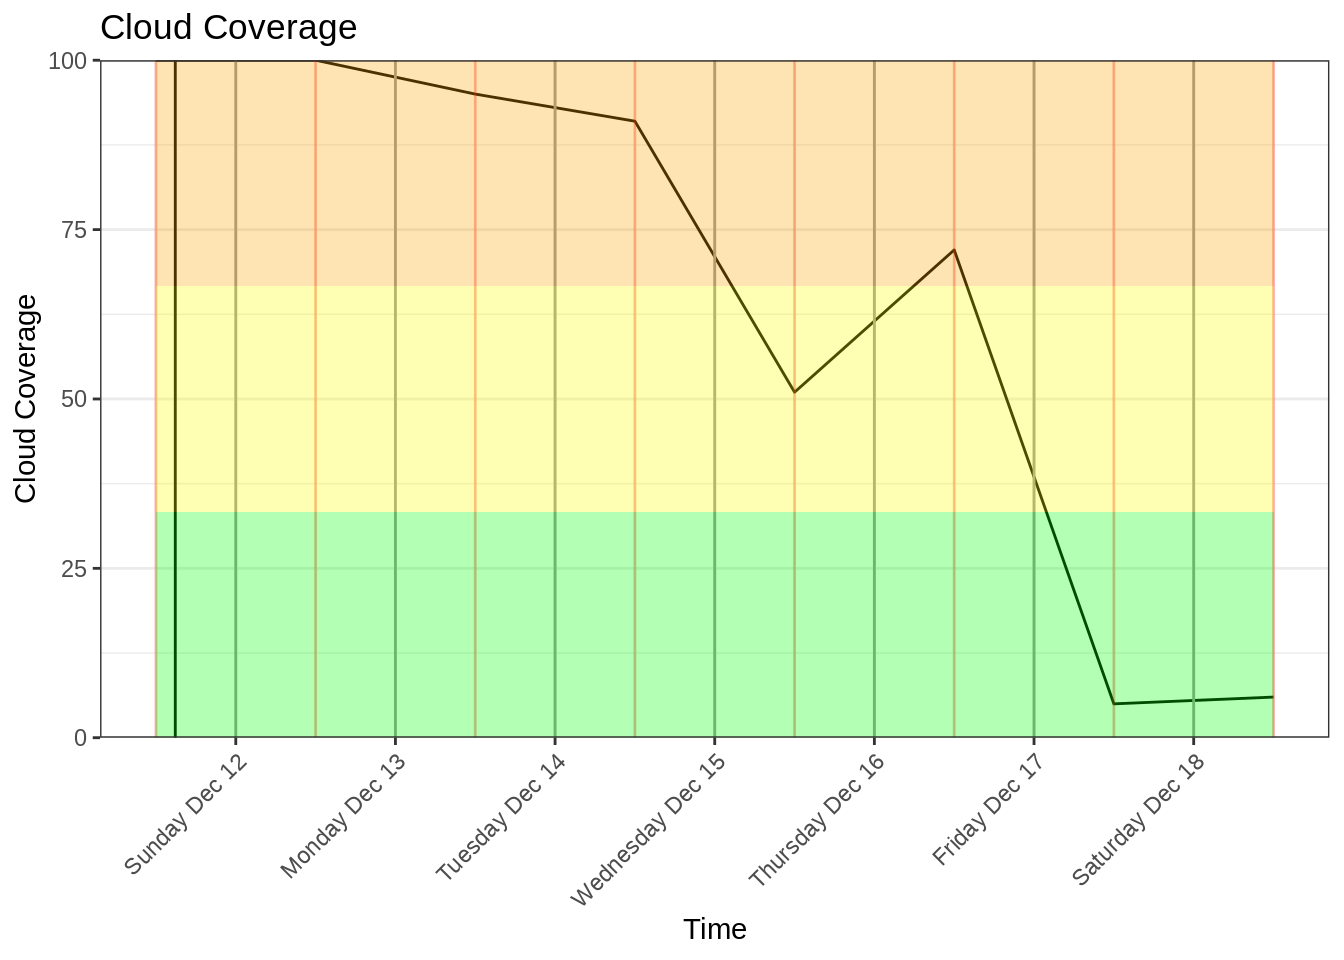 Cloud Coverage
100
75
50
25
0
Cloud Coverage
Sunday Dec 12
Monday Dec 13
Tuesday Dec 14
Wednesday Dec 15
Thursday Dec 16
Friday Dec 17
Saturday Dec 18
Time